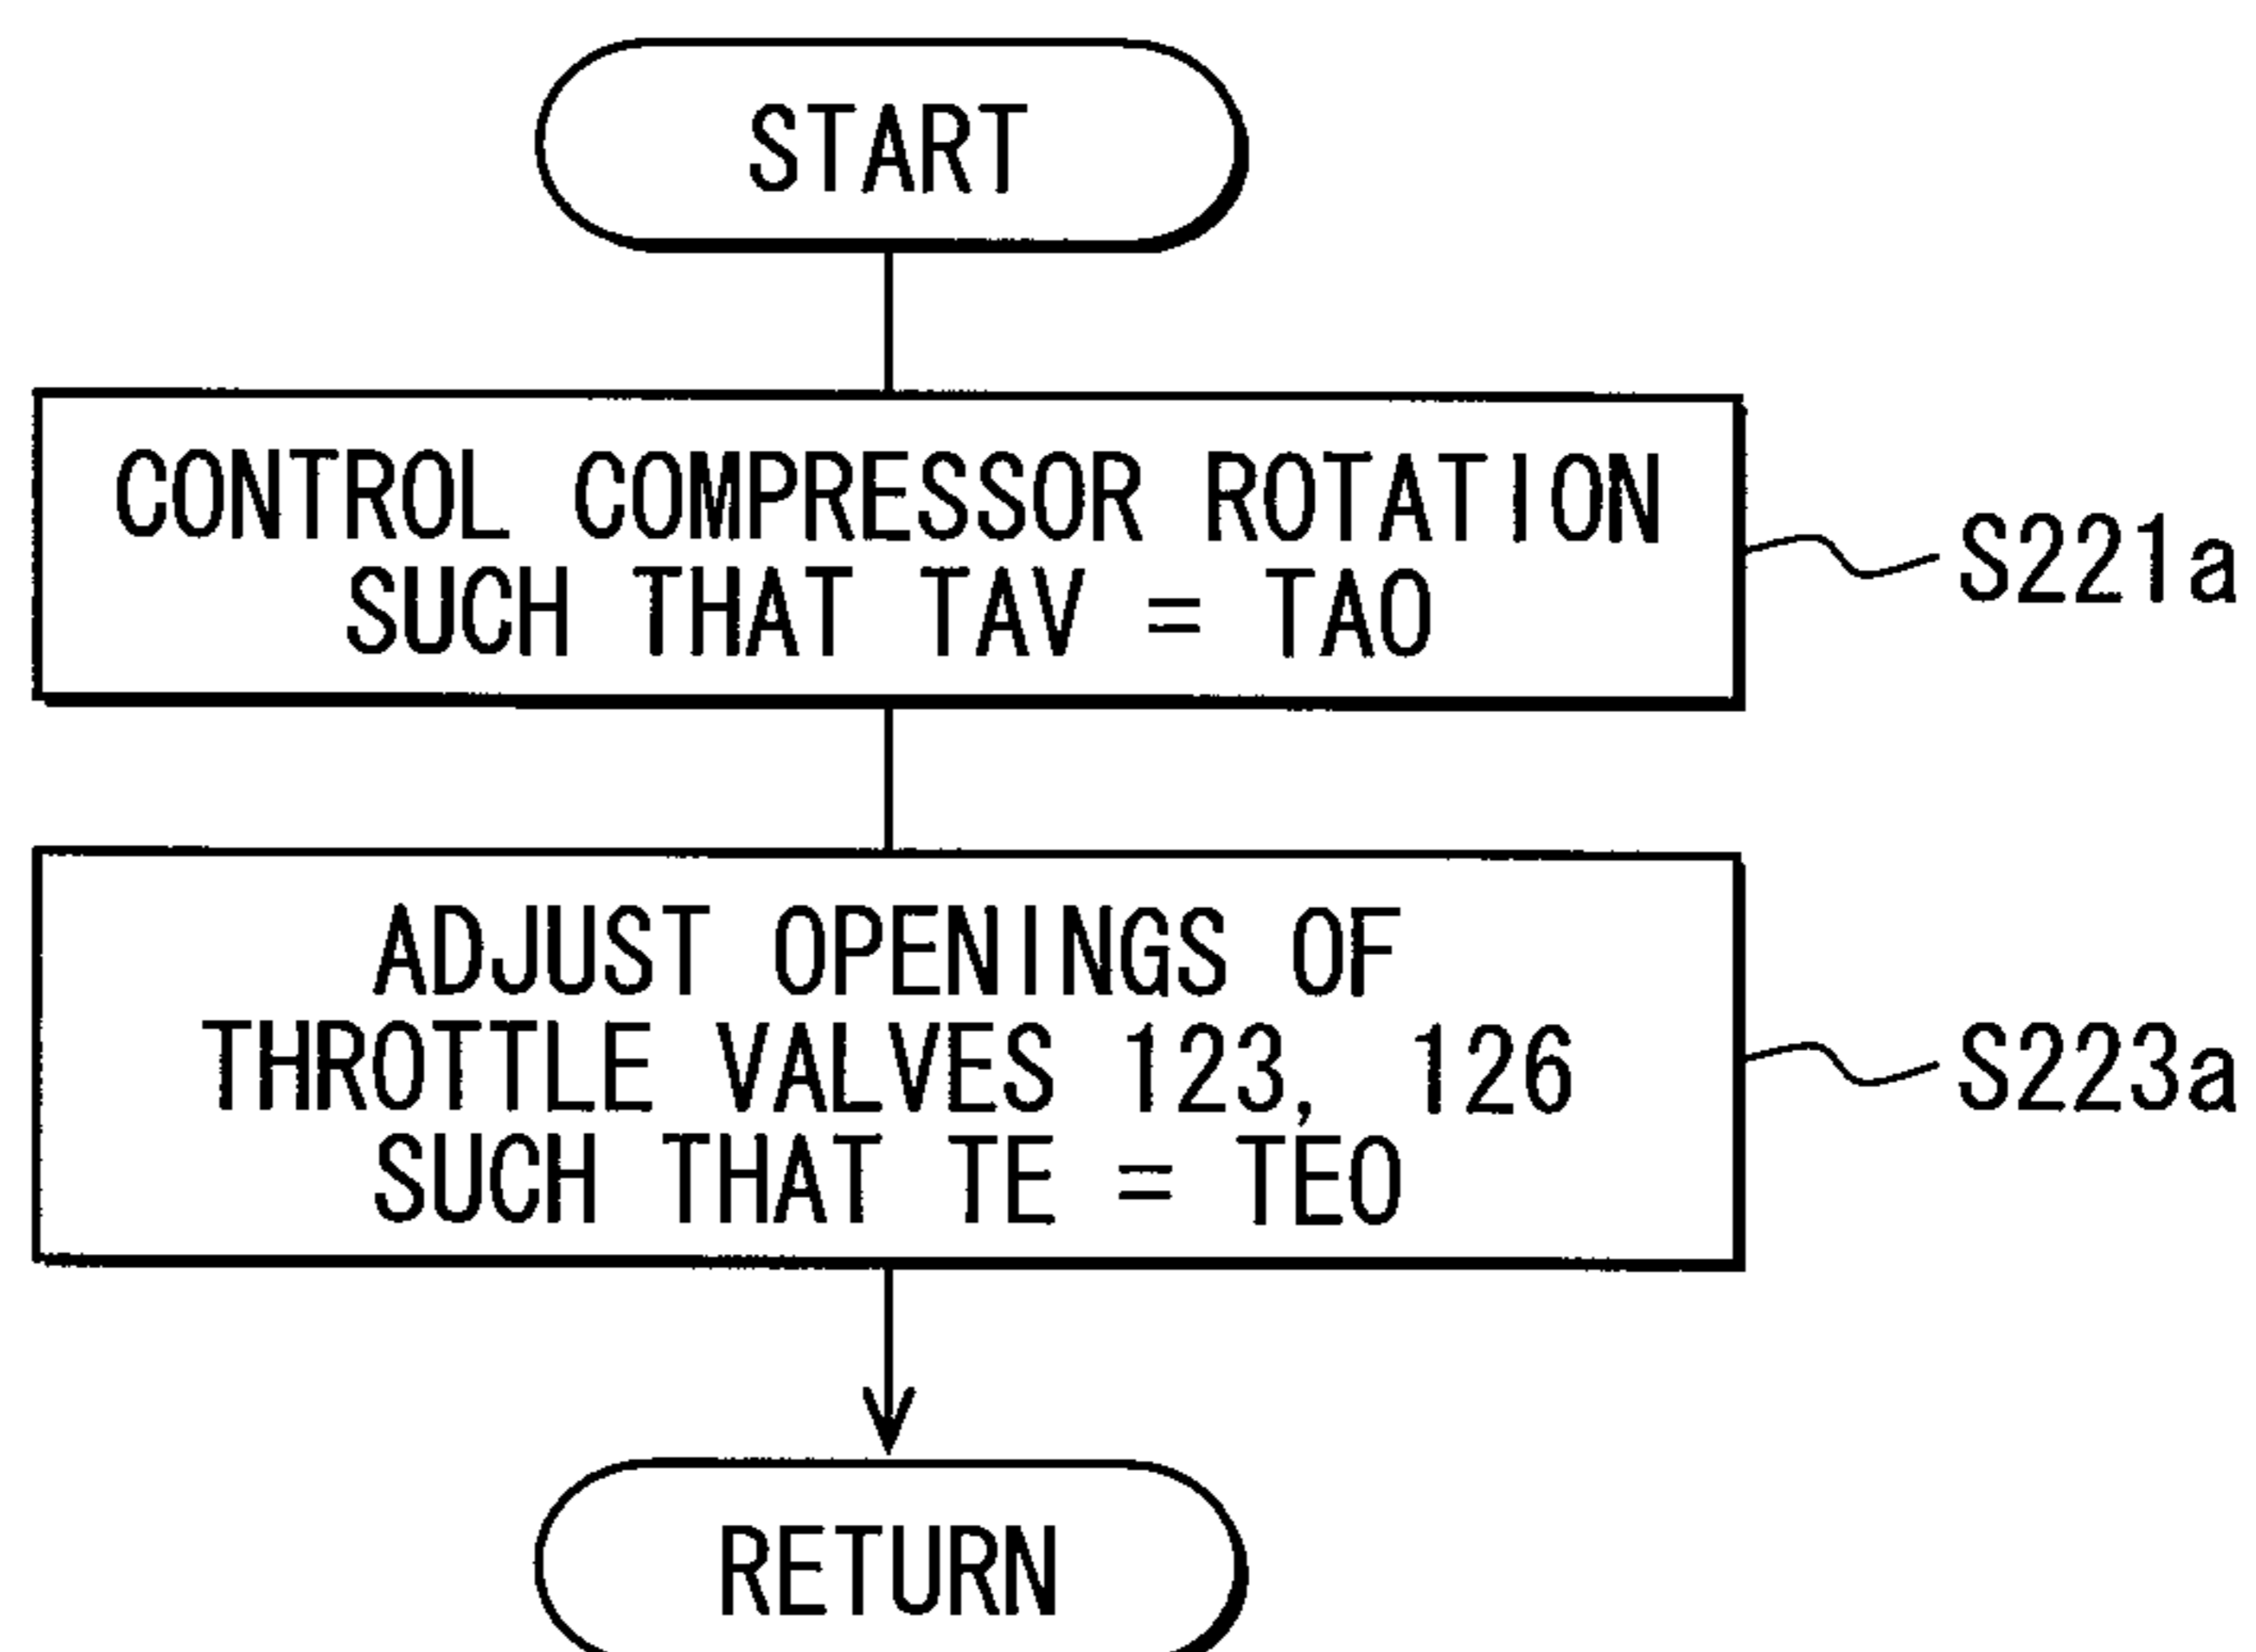 START
CONTROL COMPRESSOR ROTATION
SUCH THAT TAV = TAO
S221a
ADJUST OPENINGS OF
THROTTLE VALVES 123, 126
SUCH THAT TE = TEO
S223a
RETURN